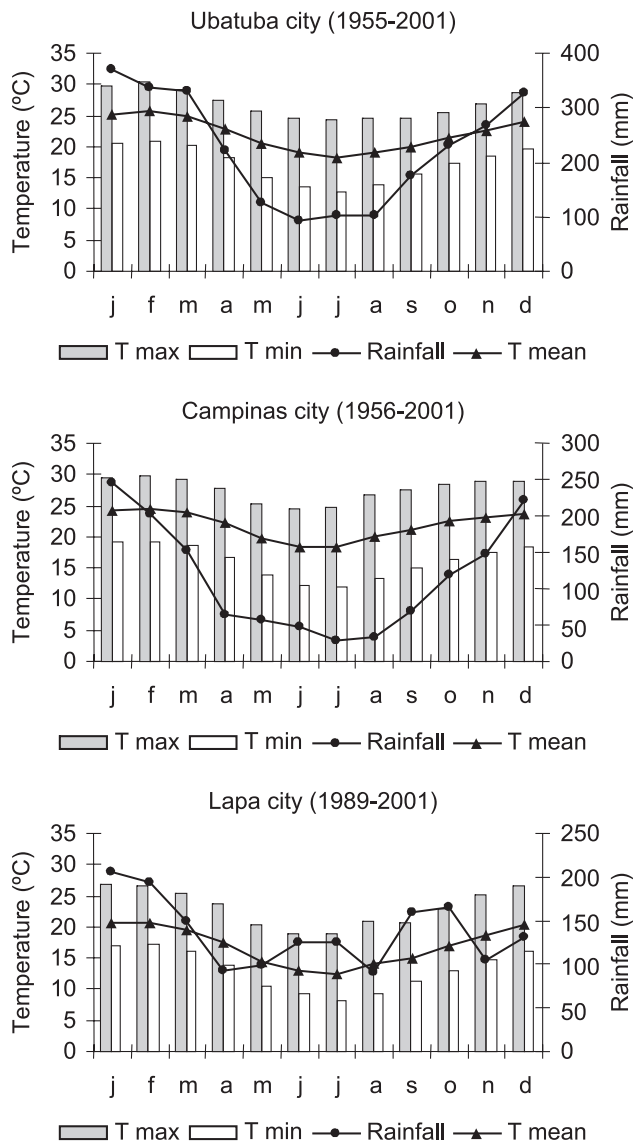 Ubatuba city (1955-2001)
Temperature (ºC)
35
30
25
20
15
10
5
0
400
300
200
100
0
Rainfall (mm)
j f m a m j j a s o n d
T max T min Rainfall T mean
Campinas city (1956-2001)
Temperature (ºC)
35
30
25
20
15
10
5
0
300
250
200
150
100
50
0
Rainfall (mm)
j f m a m j j a s o n d
T max T min Rainfall T mean
Lapa city (1989-2001)
Temperature (ºC)
35
30
25
20
15
10
5
0
250
200
150
100
50
0
Rainfall (mm)
j f m a m j j a s o n d
T max T min Rainfall T mean